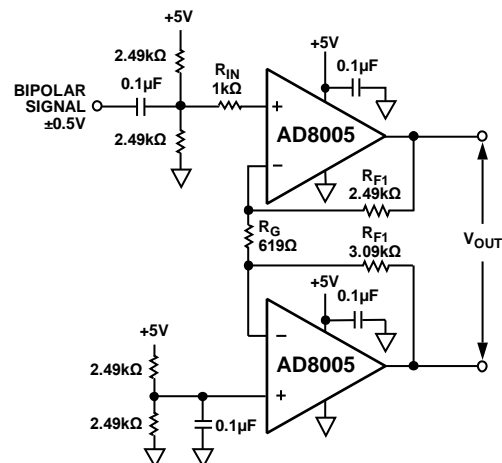 +5V
2.49kΩ
0.1µF
BIPOLAR
SIGNAL
±0.5V
2.49kΩ
RIN
1kΩ
+5V
0.1µF
+
AD8005
–
RF1
2.49kΩ
RG
619Ω
RF1
3.09kΩ
VOUT
+5V
0.1µF
–
AD8005
+
+5V
2.49kΩ
2.49kΩ
0.1µF